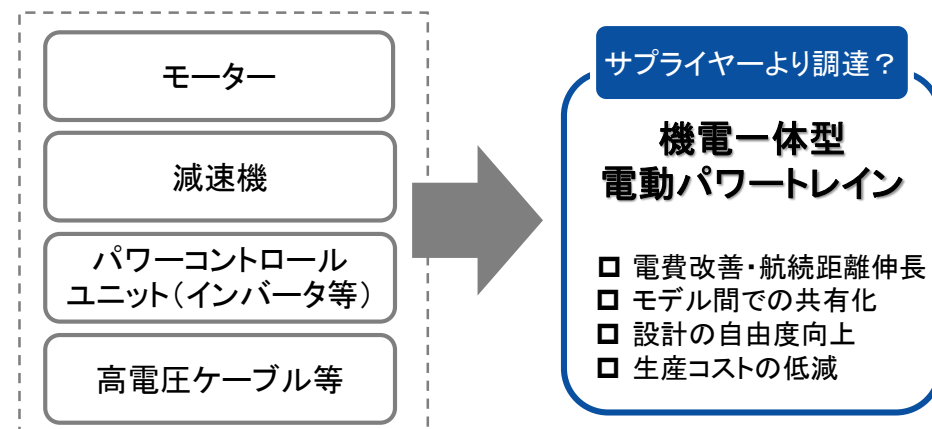 モーター
減速機
パワーコントロール
ユニット（インバータ等）
高電圧ケーブル等
サプライヤーより調達？
機電一体型
電動パワートレイン
電費改善・航続距離伸長
モデル間での共有化
設計の自由度向上
生産コストの低減